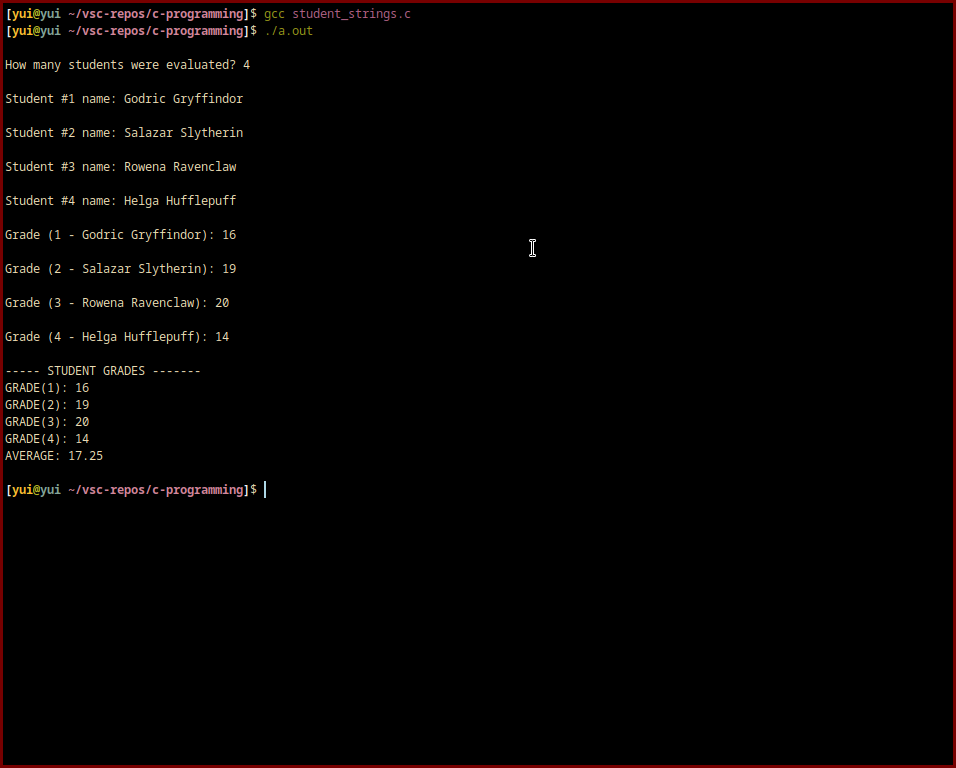 [yui@yui ~/vsc-repos/c-programming]$ gcc student_strings.c
[yui@yui ~/vsc-repos/c-programming]$ ./a.out
How many students were evaluated? 4
Student #1 name: Godric Gryffindor
Student #2 name: Salazar Slytherin
Student #3 name: Rowena Ravenclaw
Student #4 name: Helga Hufflepuff
Grade (1 - Godric Gryffindor): 16
Grade (2 - Salazar Slytherin): 19
Grade (3 - Rowena Ravenclaw): 20
Grade (4 - Helga Hufflepuff): 14
----- STUDENT GRADES -------
GRADE(1): 16
GRADE(2): 19
GRADE(3): 20
GRADE(4): 14
AVERAGE: 17.25
[yui@yui ~/vsc-repos/c-programming]$